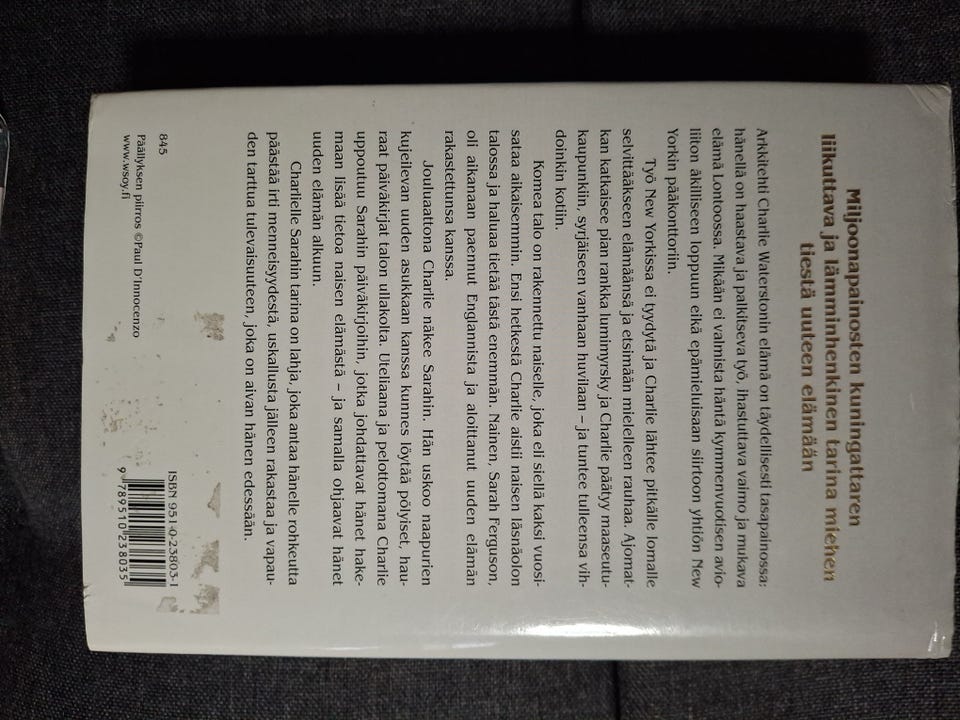 Miljoonapainosten kuningattaren
liikuttava ja lämminhenkinen tarina miehen
tiestä uuteen elämään
Arkkitehti Charlie Waterstonin elämä on täydellisesti tasapainossa:
hänellä on haastava ja palkitseva työ, ihastuttava vaimo ja mukava
elämä Lontoossa. Mikään ei valmista häntä kymmenvuotisen avio-
liiton äkilliseen loppuun eikä epämieluisaan siirtoon yhtiön New
Yorkin pääkonttoriin.
Työ New Yorkissa ei tyydytä ja Charlie lähtee pitkälle lomalle
selvittääkseen elämäänsä ja etsimään mielelleen rauhaa. Ajomat-
kan katkaisee pian rankka lumimyrsky ja Charlie päätyy maaseutu-
kaupunkiin, syrjäiseen vanhaan huvilaan – ja tuntee tulleensa vih-
doinkin kotiin.
Komea talo on rakennettu naiselle, joka eli siellä kaksi vuosi-
sataa aikaisemmin. Ensi hetkestä Charlie aistii naisen läsnäolon
talossa ja haluaa tietää tästä enemmän. Nainen, Sarah Ferguson,
oli aikanaan paennut Englannista ja aloittanut uuden elämän
rakastettunsa kanssa.
Jouluaattona Charlie näkee Sarahin. Hän uskoo naapurien
kujeilevan uuden asukkaan kanssa kunnes löytää pölyiset, hau-
raat päiväkirjat talon ullakolta. Uteliaana ja pelottomana Charlie
uppoutuu Sarahin päiväkirjoihin, jotka johdattavat hänet hake-
maan lisää tietoa naisen elämästä – ja samalla ohjaavat hänet
uuden elämän alkuun.
Charlielle Sarahin tarina on lahja, joka antaa hänelle rohkeutta
päästää irti menneisyydestä, uskallusta jälleen rakastaa ja vapau-
den tarttua tulevaisuuteen, joka on aivan hänen edessään.
845
Päällyksen piirros ©Paul D'Innocenzo
www.wsoy.fi
ISBN 951-0-23803-1
9 789510 238035